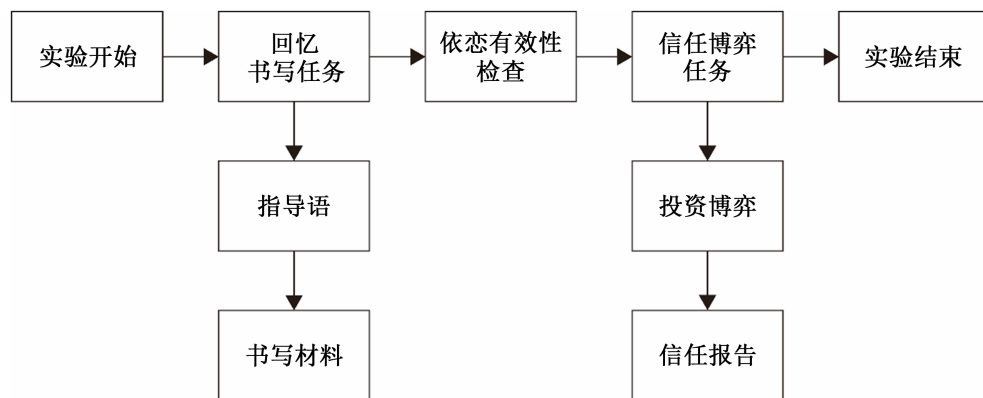 实验开始
回忆
书写任务
依恋有效性
检查
信任博弈
任务
实验结束
指导语
投资博弈
书写材料
信任报告